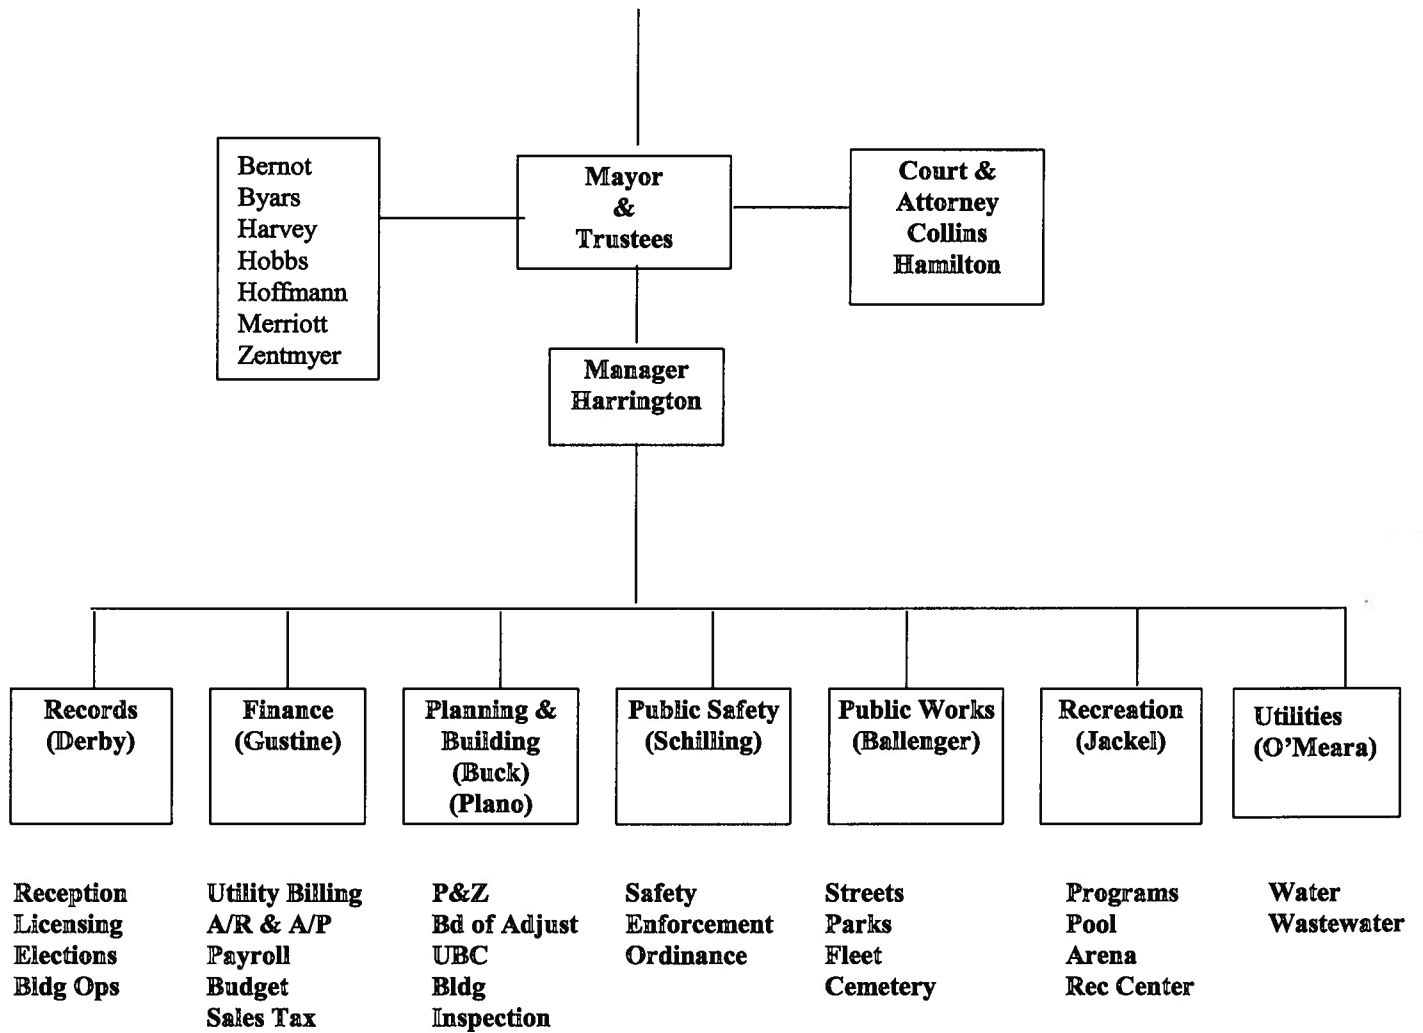 Bernot
Byars
Harvey
Hobbs
Hoffmann
Merriott
Zentmyer
Mayor
&
Trustees
Court &
Attorney
Collins
Hamilton
Manager
Harrington
Records
(Derby)
Finance
(Gustine)
Planning &
Building
(Buck)
(Plano)
Public Safety
(Schilling)
Public Works
(Ballenger)
Recreation
(Jackel)
Utilities
(O'Meara)
Reception
Licensing
Elections
Bldg Ops
Utility Billing
A/R & A/P
Payroll
Budget
Sales Tax
P&Z
Bd of Adjust
UBC
Bldg
Inspection
Safety
Enforcement
Ordinance
Streets
Parks
Fleet
Cemetery
Programs
Pool
Arena
Rec Center
Water
Wastewater